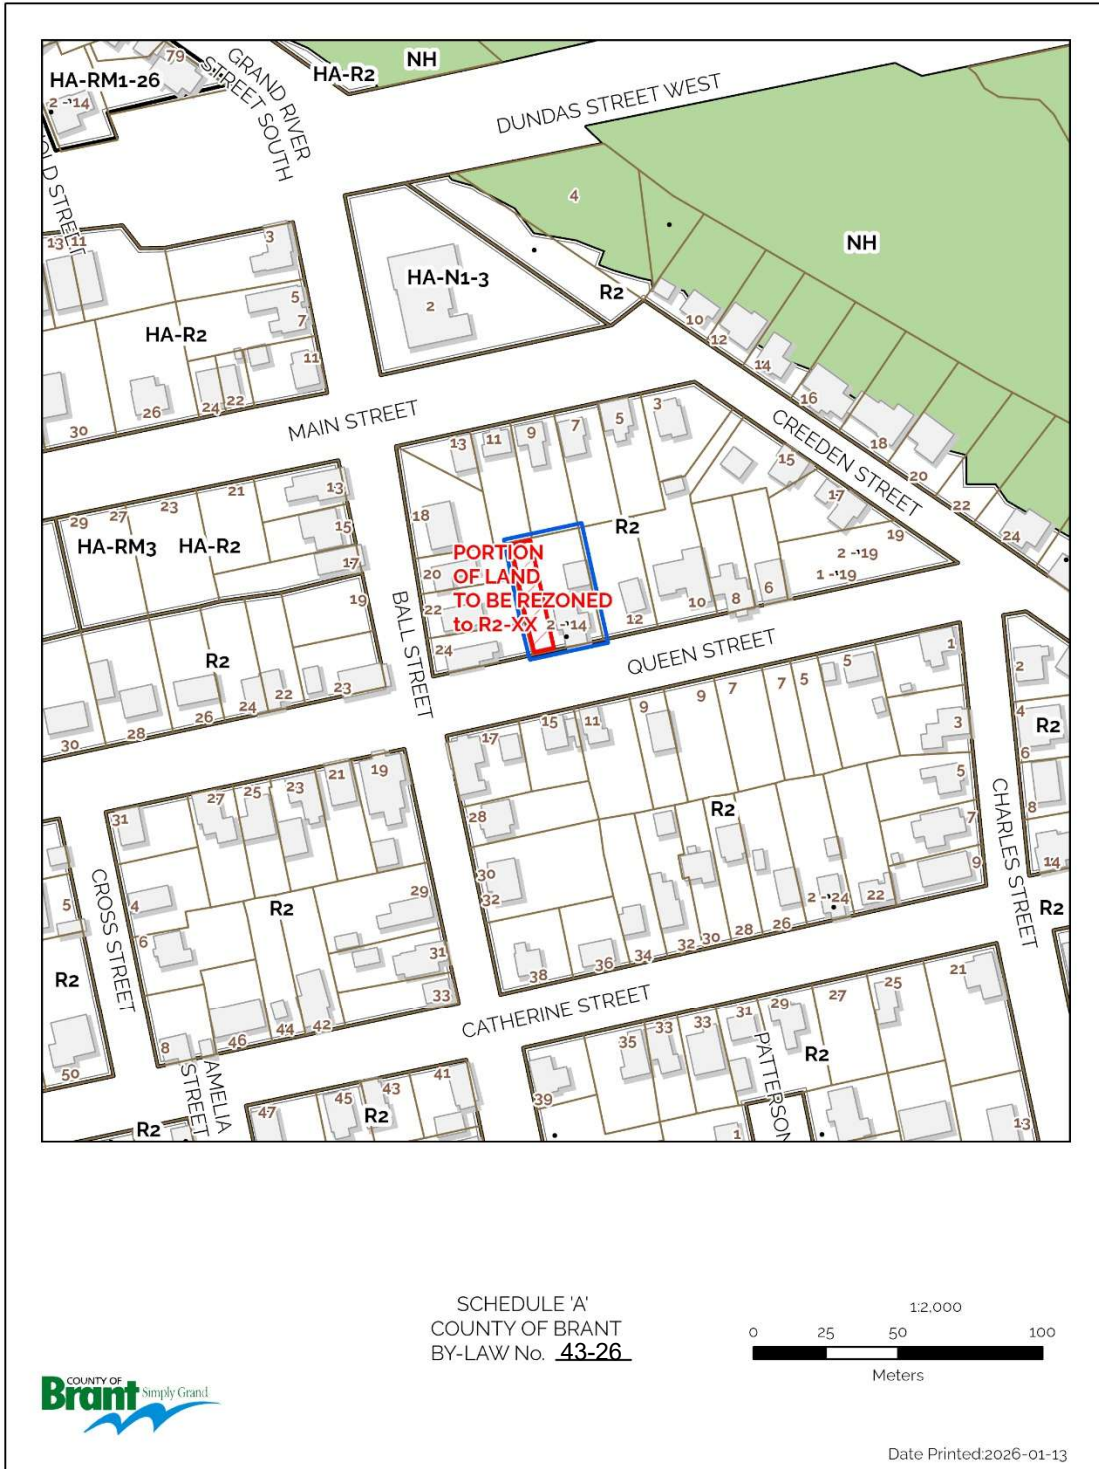 NH
HA-R2
HA-RM1-26
79
2 - 14
GRAND RIVER
STREET SOUTH
DUNDAS STREET WEST
4
NH
OLD STREET
13
11
3
HA-N1-3
2
R2
5
7
HA-R2
11
10
12
14
16
18
20
22
24
30
26
24
22
MAIN STREET
CREEDEN STREET
13
11
9
7
5
3
15
17
19
2 - 19
1 - 19
18
R2
29
27
23
21
13
15
17
HA-RM3
HA-R2
19
PORTION
OF LAND
TO BE REZONED
to R2-XX
20
22
24
2 - 14
12
10
8
6
BALL STREET
QUEEN STREET
R2
30
28
26
24
22
23
1
3
5
7
9
5
5
7
7
9
9
11
15
17
28
30
32
38
36
34
32
30
28
26
2 - 24
22
R2
2
4
R2
6
8
14
R2
CHARLES STREET
31
27
25
23
21
19
4
6
8
R2
29
31
33
46
44
42
CROSS STREET
5
R2
50
CATHERINE STREET
AMELIA
STREET
R2
47
45
43
41
R2
39
35
33
33
31
29
27
25
21
R2
PATTERSON
1
13
SCHEDULE 'A'
COUNTY OF BRANT
BY-LAW No. 43-26
1:2,000
0 25 50 100
Meters
COUNTY OF
Brant Simply Grand
Date Printed:2026-01-13